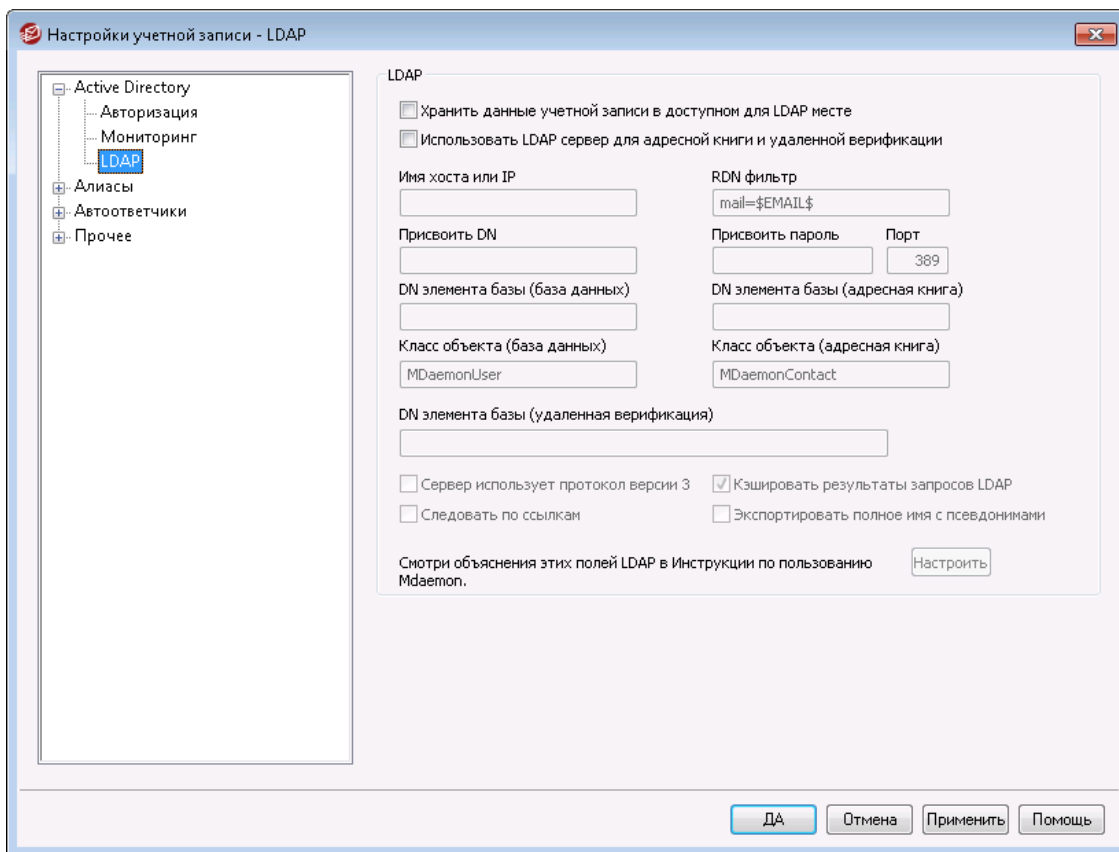 Настройки учетной записи - LDAP
Active Directory
Авторизация
Мониторинг
LDAP
Алиасы
Автоответчики
Прочее
LDAP
Хранить данные учетной записи в доступном для LDAP месте
Использовать LDAP сервер для адресной книги и удаленной верификации
Имя хоста или IP
RDN фильтр
mail=$EMAIL$
Присвоить DN
Присвоить пароль
Порт
389
DN элемента базы (база данных)
DN элемента базы (адресная книга)
Класс объекта (база данных)
Класс объекта (адресная книга)
MDaemonUser
MDaemonContact
DN элемента базы (удаленная верификация)
Сервер использует протокол версии 3
Кэшировать результаты запросов LDAP
Следовать по ссылкам
Экспортировать полное имя с псевдонимами
Смотри объяснения этих полей LDAP в Инструкции по пользованию
Mdaemon.
Настроить
ДА
Отмена
Применить
Помощь